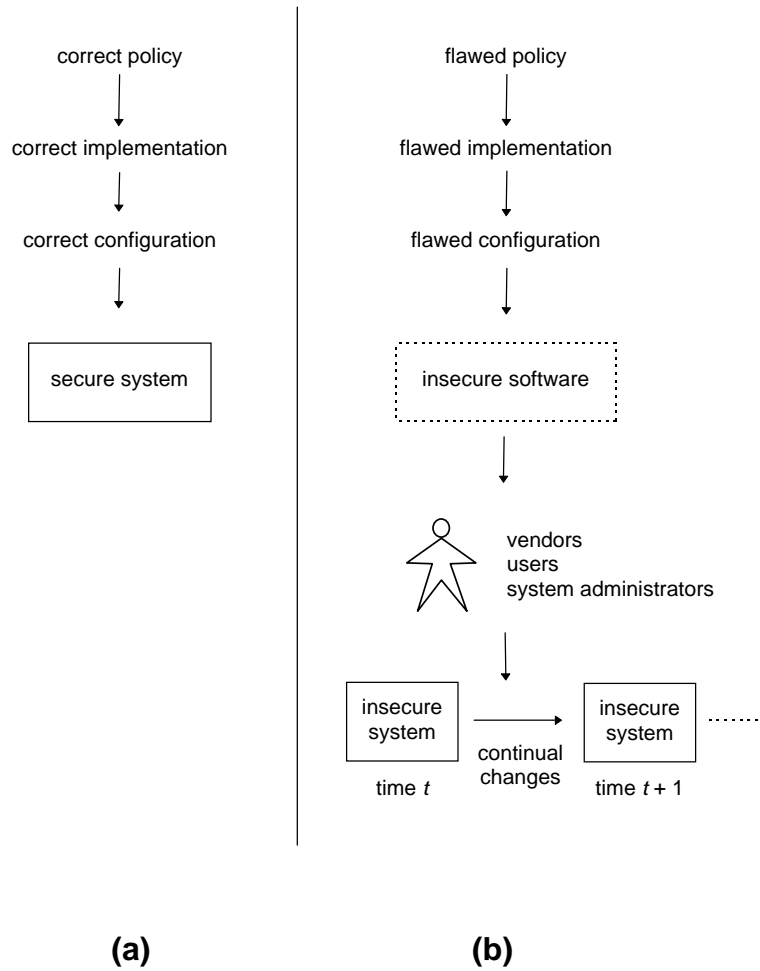 correct policy
correct implementation
correct configuration
secure system
(a)
flawed policy
flawed implementation
flawed configuration
insecure software
vendors
users
system administrators
insecure
system
time t
continual
changes
insecure
system
time t + 1
(b)